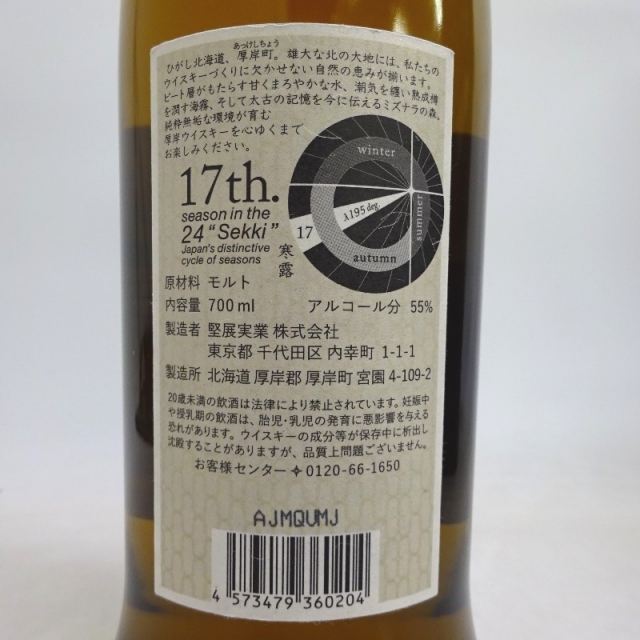 ひがし北海道、厚岸町。雄大な北の大地には、私たちの
あっけしちょう
ウイスキーづくりに欠かせない自然の恵みが揃います。
ピート層がもたらす甘くまろやかな水、潮気を纏い熟成樽
を潤す海霧、そして太古の記憶を今に伝えるミズナラの森。
純粋無垢な環境が育む
厚岸ウイスキーを心ゆくまで
お楽しみください。
17th.
season in the
24 "Sekki"
Japan's distinctive
cycle of seasons
寒露
winter
summer
autumn
λ195 deg.
17
原材料 モルト
内容量 700ml アルコール分 55%
製造者 堅展実業 株式会社
東京都 千代田区 内幸町 1-1-1
製造所 北海道 厚岸郡 厚岸町 宮園 4-109-2
20歳未満の飲酒は法律により禁止されています。妊娠中
や授乳期の飲酒は、胎児・乳児の発育に悪影響を与える
恐れがあります。ウイスキーの成分等が保存中に析出し
沈殿することがありますが、品質上問題ございません。
お客様センター✧0120-66-1650
AJMQUMJ
4 573479 360204